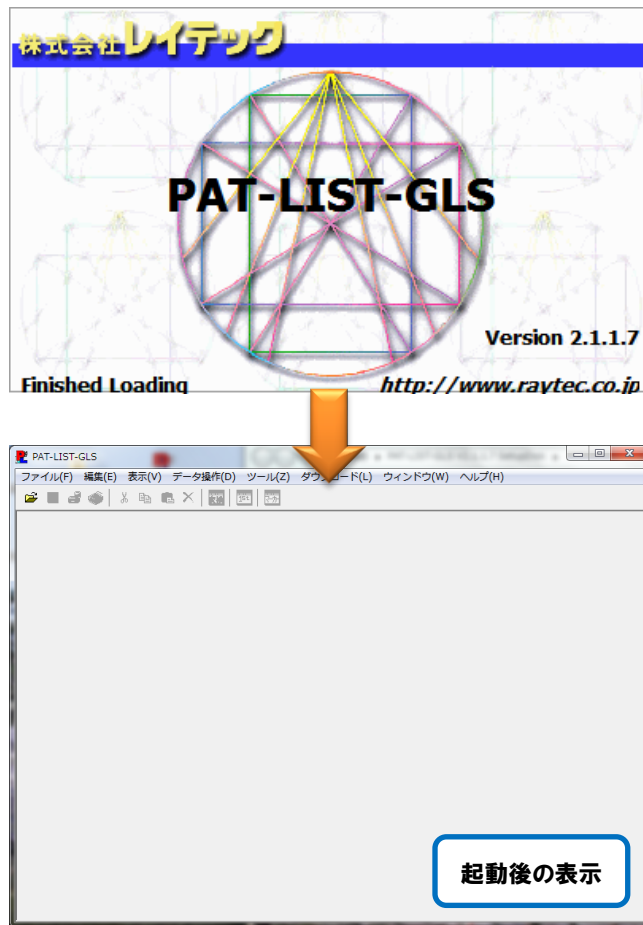 株式会社レイテック
PAT-LIST-GLS
Version 2.1.1.7
Finished Loading
http://www.raytec.co.jp
PAT-LIST-GLS
ファイル(F) 編集(E) 表示(V) データ操作(D) ツール(Z) ダウンロード(L) ウィンドウ(W) ヘルプ(H)
起動後の表示